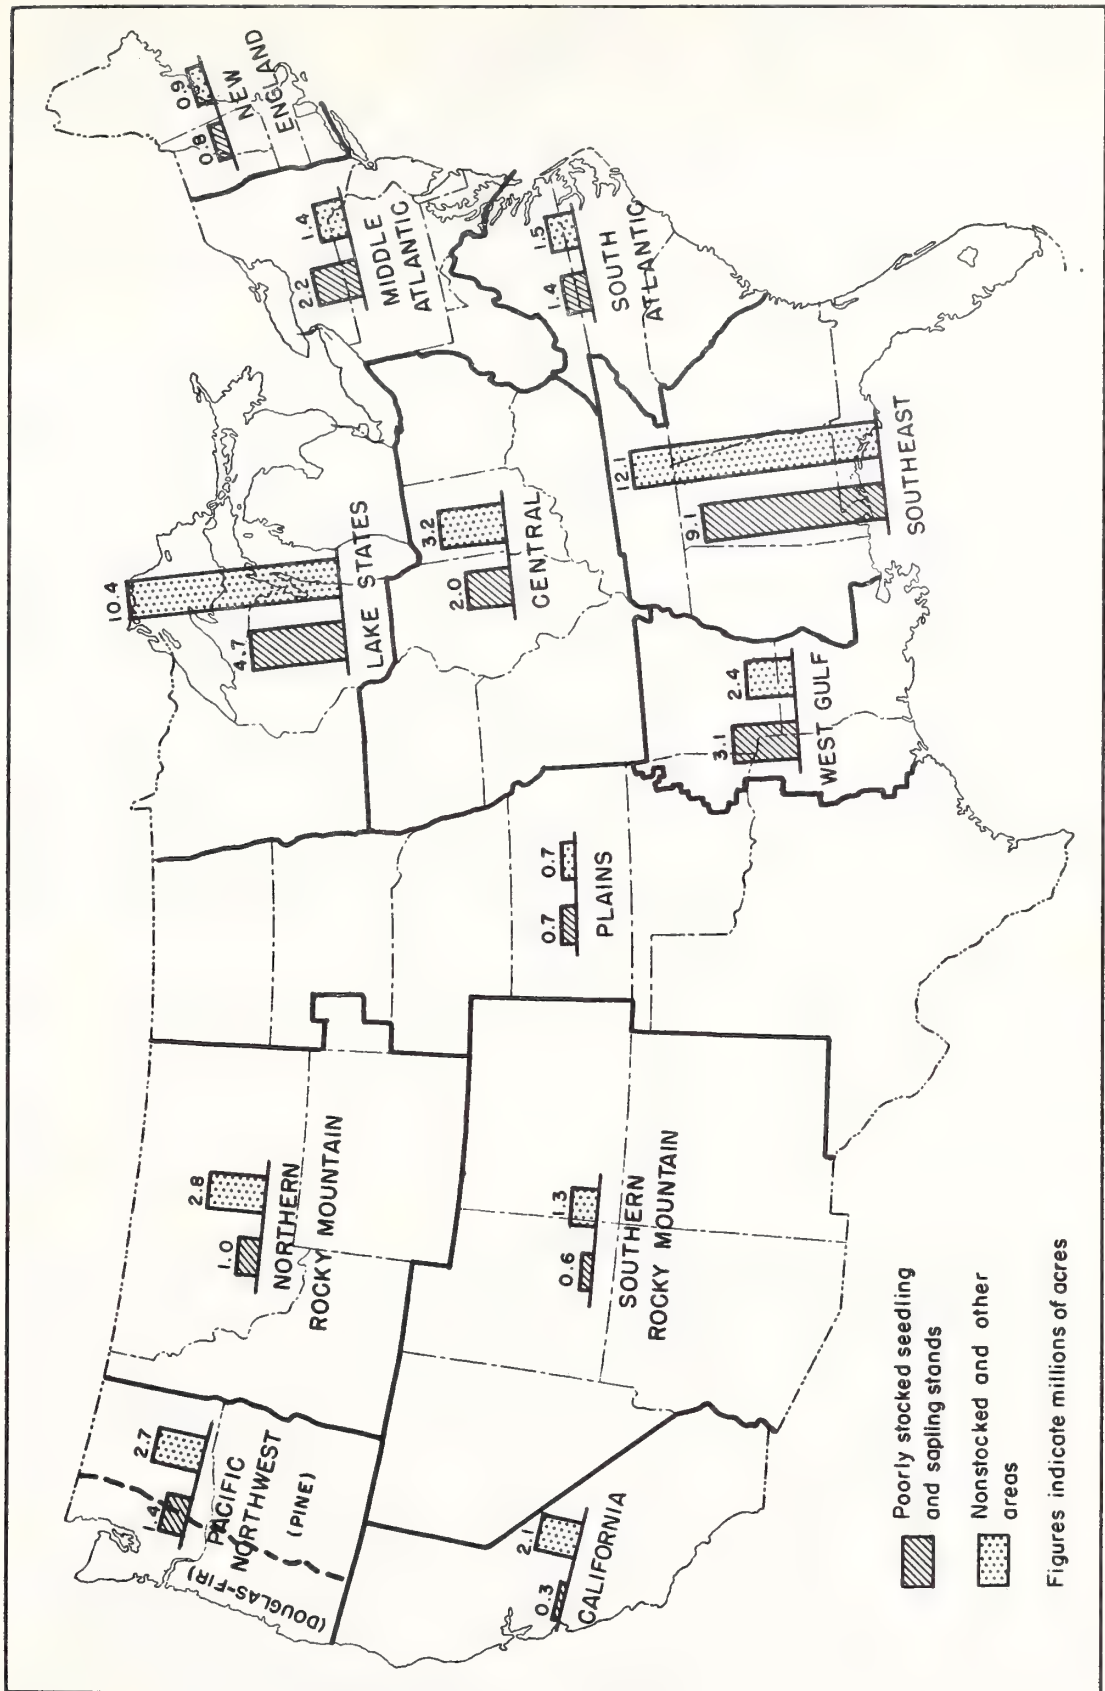 1.4
2.7
PACIFIC
NORTHWEST
(PINE)
(DOUGLAS-FIR)
1.0
2.8
NORTHERN
ROCKY MOUNTAIN
4.7
10.4
LAKE STATES
0.8
0.9
NEW
ENGLAND
2.2
1.4
MIDDLE
ATLANTIC
0.3
2.1
CALIFORNIA
0.6
1.3
SOUTHERN
ROCKY MOUNTAIN
0.7
0.7
PLAINS
2.0
3.2
CENTRAL
1.4
1.5
SOUTH
ATLANTIC
3.1
2.4
WEST GULF
9.1
12.1
SOUTHEAST
Poorly stocked seedling
and sapling stands
Nonstocked and other
areas
Figures indicate millions of acres